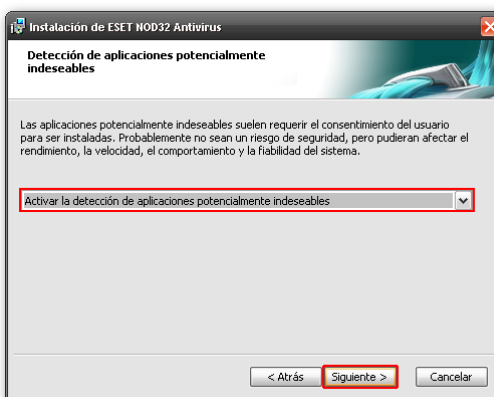 Instalación de ESET NOD32 Antivirus
Detección de aplicaciones potencialmente
indeseables
Las aplicaciones potencialmente indeseables suelen requerir el consentimiento del usuario
para ser instaladas. Probablemente no sean un riesgo de seguridad, pero pudieran afectar el
rendimiento, la velocidad, el comportamiento y la fiabilidad del sistema.
Activar la detección de aplicaciones potencialmente indeseables
< Atrás
Siguiente >
Cancelar